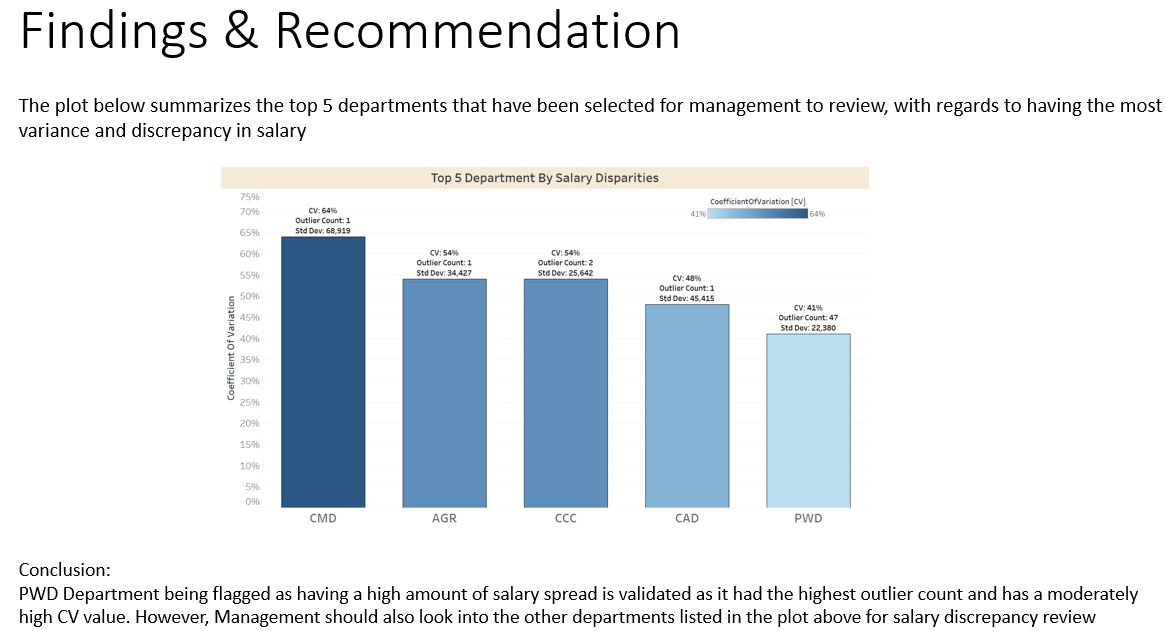 Findings & Recommendation
The plot below summarizes the top 5 departments that have been selected for management to review, with regards to having the most
variance and discrepancy in salary
Top 5 Department By Salary Disparities
CoefficientOfVariation [CV]
41%
64%
Coefficient Of Variation
75%
70%
65%
60%
55%
50%
45%
40%
35%
30%
25%
20%
15%
10%
5%
0%
CV: 64%
Outlier Count: 1
Std Dev: 68,919
CV: 54%
Outlier Count: 1
Std Dev: 34,427
CV: 54%
Outlier Count: 2
Std Dev: 25,642
CV: 48%
Outlier Count: 1
Std Dev: 45,415
CV: 41%
Outlier Count: 47
Std Dev: 22,380
CMD
AGR
CCC
CAD
PWD
Conclusion:
PWD Department being flagged as having a high amount of salary spread is validated as it had the highest outlier count and has a moderately
high CV value. However, Management should also look into the other departments listed in the plot above for salary discrepancy review